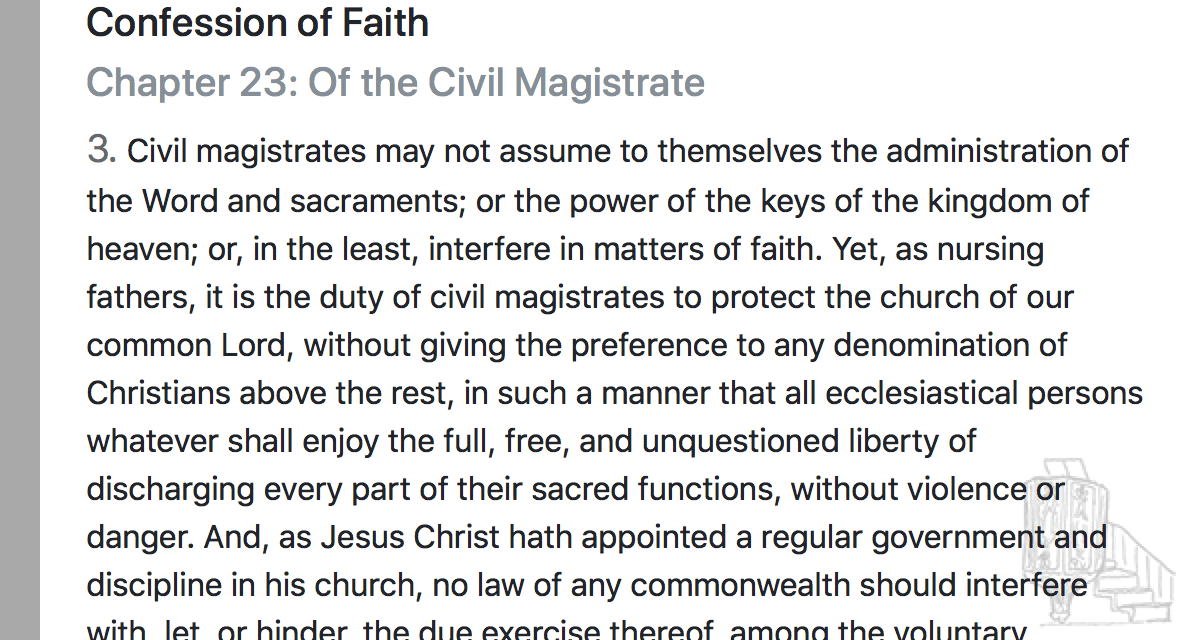 Confession of Faith
Chapter 23: Of the Civil Magistrate
3. Civil magistrates may not assume to themselves the administration of
the Word and sacraments; or the power of the keys of the kingdom of
heaven; or, in the least, interfere in matters of faith. Yet, as nursing
fathers, it is the duty of civil magistrates to protect the church of our
common Lord, without giving the preference to any denomination of
Christians above the rest, in such a manner that all ecclesiastical persons
whatever shall enjoy the full, free, and unquestioned liberty of
discharging every part of their sacred functions, without violence or
danger. And, as Jesus Christ hath appointed a regular government and
discipline in his church, no law of any commonwealth should interfere
with, let, or hinder, the due exercise thereof, among the voluntary